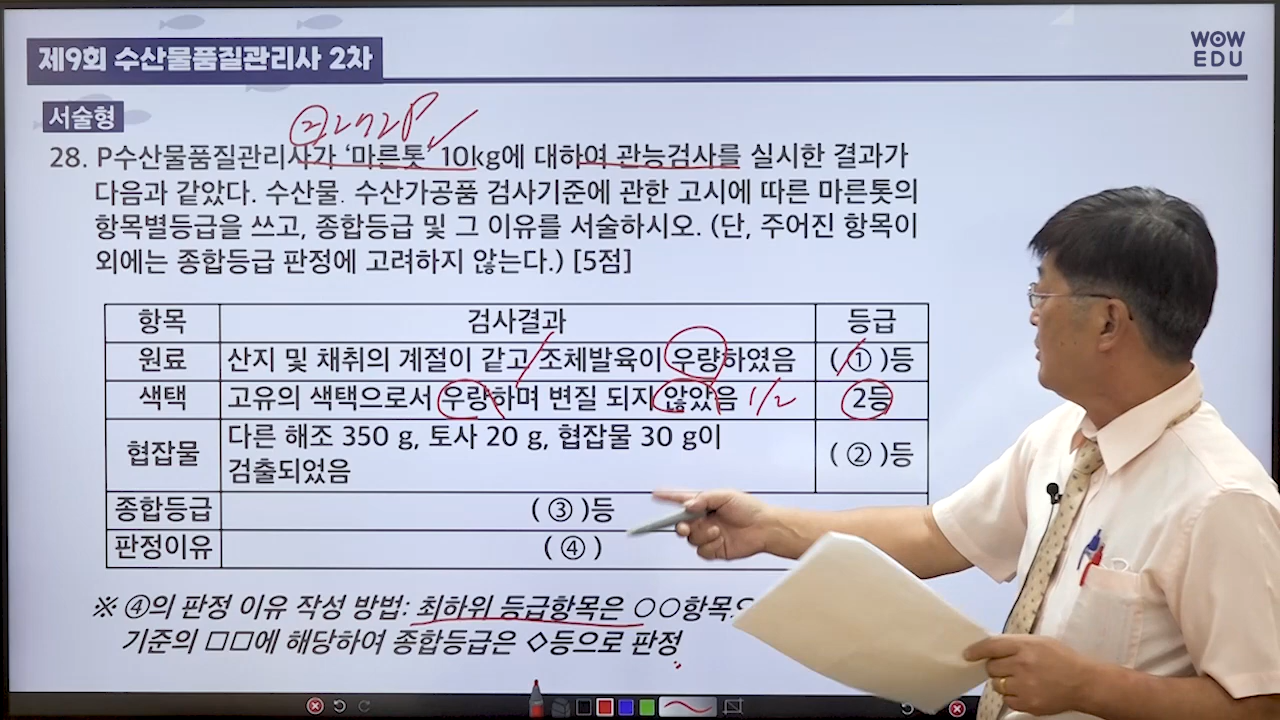 제9회 수산물품질관리사 2차
WOW
EDU
서술형
② 272P
28. P수산물품질관리사가 '마른톳' 10kg에 대하여 관능검사를 실시한 결과가
다음과 같았다. 수산물. 수산가공품 검사기준에 관한 고시에 따른 마른톳의
항목별등급을 쓰고, 종합등급 및 그 이유를 서술하시오. (단, 주어진 항목이
외에는 종합등급 판정에 고려하지 않는다.) [5점]
항목 검사결과 등급
원료 산지 및 채취의 계절이 같고 조체발육이 우량하였음 ( ① )등
색택 고유의 색택으로서 우량하며 변질 되지 않았음 1/2 2등
협잡물 다른 해조 350 g, 토사 20 g, 협잡물 30 g이 ( ② )등
검출되었음
종합등급 ( ③ )등
판정이유 ( ④ )
※ ④의 판정 이유 작성 방법: 최하위 등급항목은 ○○항목으
기준의 □□에 해당하여 종합등급은 ◇등으로 판정